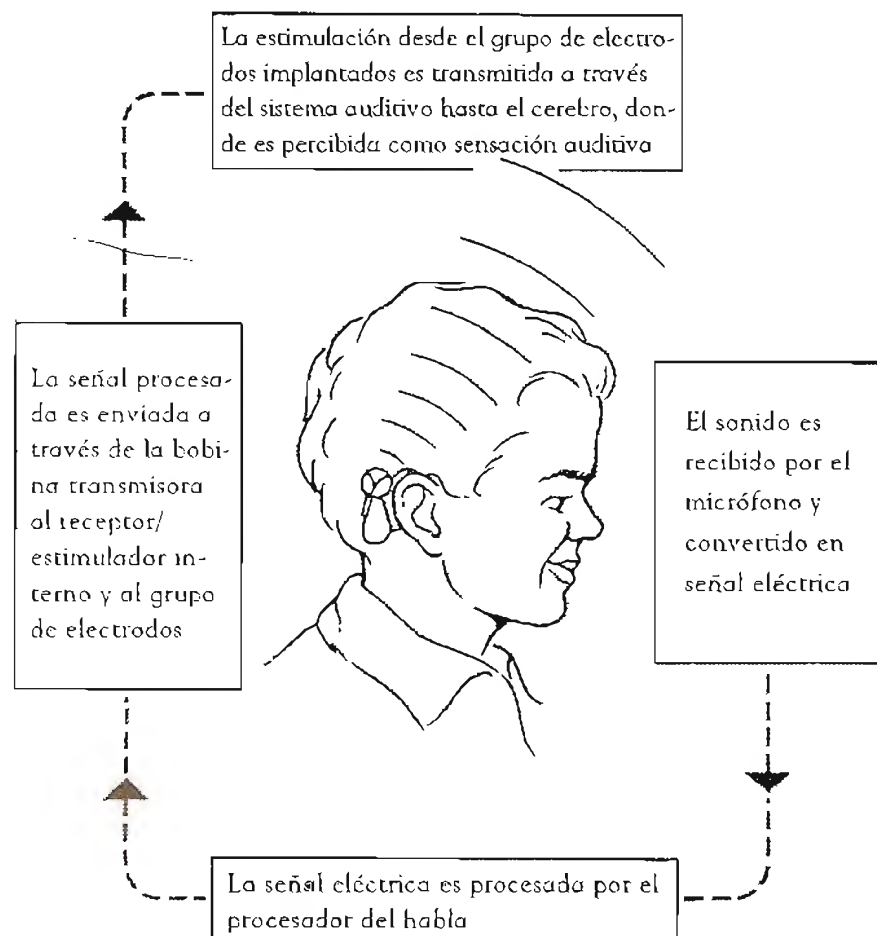 La estimulación desde el grupo de electro-
dos implantados es transmitida a través
del sistema auditivo hasta el cerebro, don-
de es percibida como sensación auditiva
La señal procesa-
da es enviada a
través de la bobi-
na transmisora
al receptor/
estimulador in-
terno y al grupo
de electrodos
El sonido es
recibido por el
micrófono y
convertido en
señal eléctrica
La señal eléctrica es procesada por el
procesador del habla